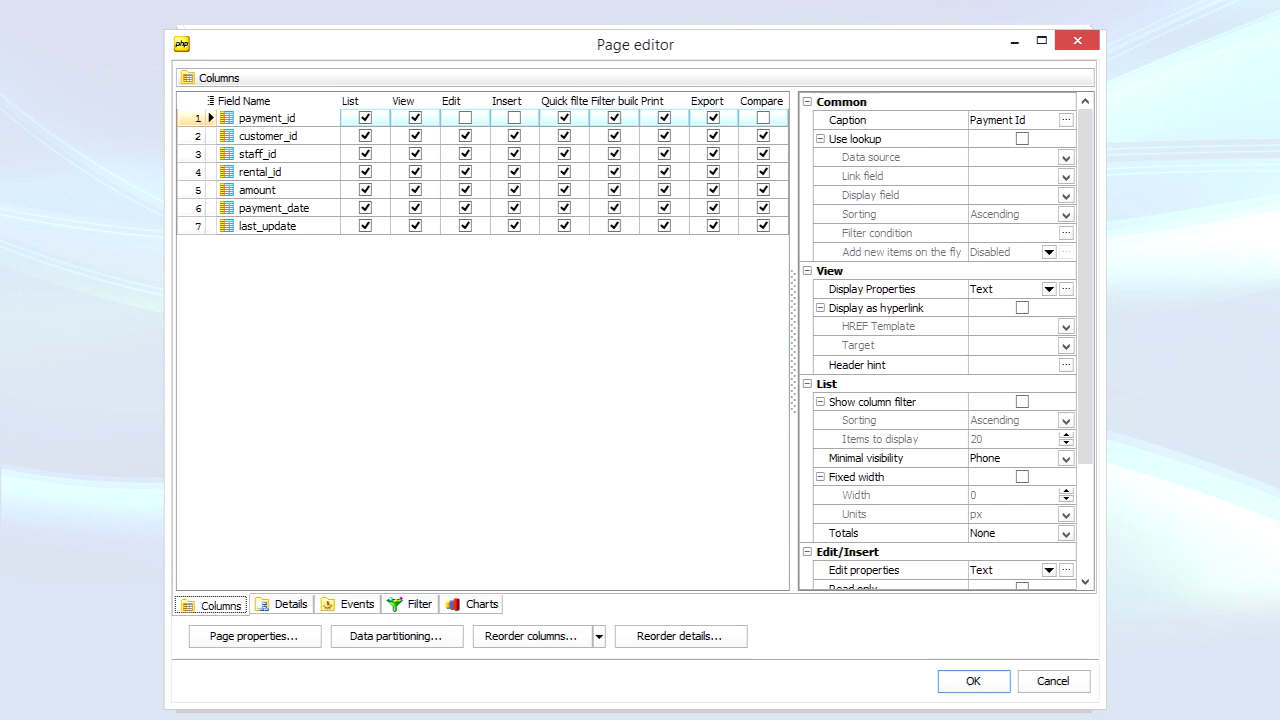 php
Page editor
Columns
Field Name List View Edit Insert Quick filte Filter buik Print Export Compare
1 payment_id
2 customer_id
3 staff_id
4 rental_id
5 amount
6 payment_date
7 last_update
Common
Caption Payment Id
Use lookup
Data source
Link field
Display field
Sorting Ascending
Filter condition
Add new items on the fly Disabled
View
Display Properties Text
Display as hyperlink
HREF Template
Target
Header hint
List
Show column filter
Sorting Ascending
Items to display 20
Minimal visibility Phone
Fixed width
Width 0
Units px
Totals None
Edit/Insert
Edit properties Text
Read only
Columns Details Events Filter Charts
Page properties... Data partitioning... Reorder columns... Reorder details...
OK Cancel